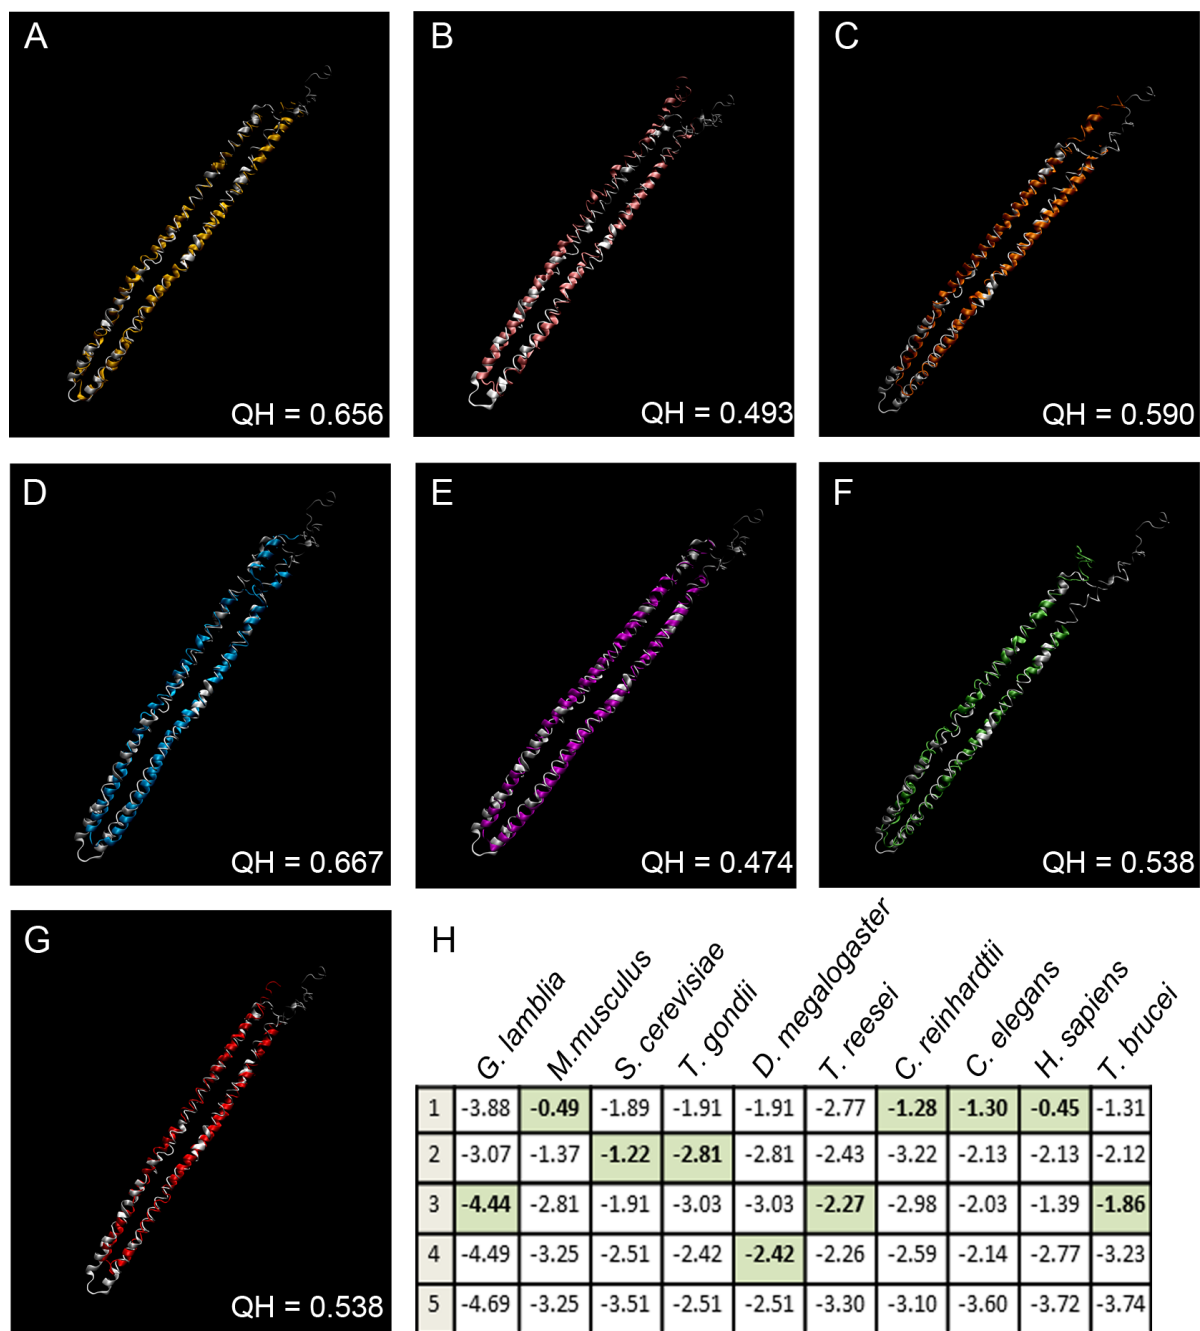 A
B
C
QH = 0.656
QH = 0.493
QH = 0.590
D
E
F
QH = 0.667
QH = 0.474
QH = 0.538
G
QH = 0.538
H
G. lamblia
M.musculus
S. cerevisiae
T. gondii
D. megalogaster
T. reesei
C. reinhardtii
C. elegans
H. sapiens
T. brucei
1 -3.88 -0.49 -1.89 -1.91 -1.91 -2.77 -1.28 -1.30 -0.45 -1.31
2 -3.07 -1.37 -1.22 -2.81 -2.81 -2.43 -3.22 -2.13 -2.13 -2.12
3 -4.44 -2.81 -1.91 -3.03 -3.03 -2.27 -2.98 -2.03 -1.39 -1.86
4 -4.49 -3.25 -2.51 -2.42 -2.42 -2.26 -2.59 -2.14 -2.77 -3.23
5 -4.69 -3.25 -3.51 -2.51 -2.51 -3.30 -3.10 -3.60 -3.72 -3.74